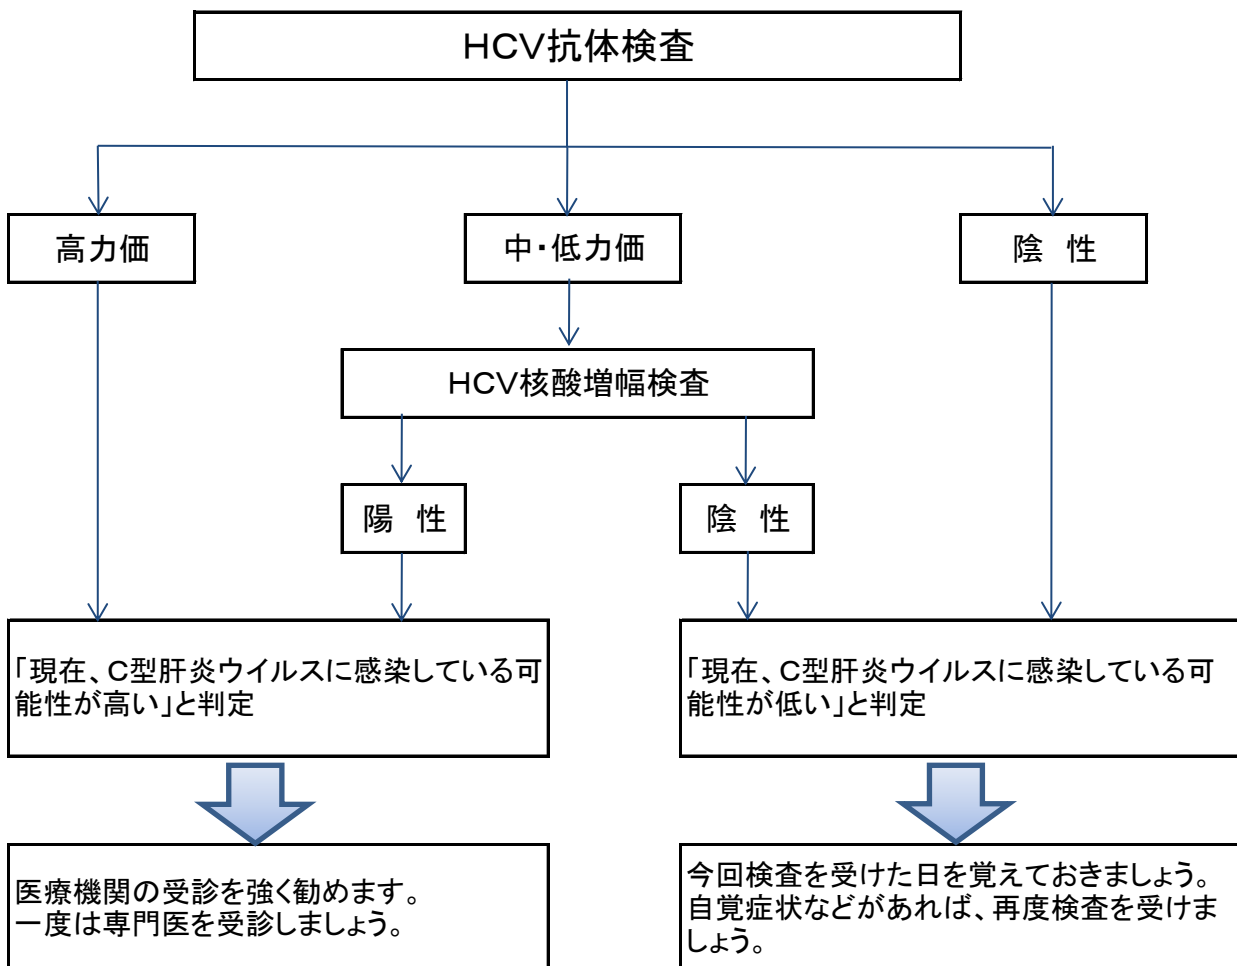 HCV抗体検査
高力価
中・低力価
陰 性
HCV核酸増幅検査
陽 性
陰 性
「現在、C型肝炎ウイルスに感染している可
能性が高い」と判定
「現在、C型肝炎ウイルスに感染している可
能性が低い」と判定
医療機関の受診を強く勧めます。
一度は専門医を受診しましょう。
今回検査を受けた日を覚えておきましょう。
自覚症状などがあれば、再度検査を受けま
しょう。